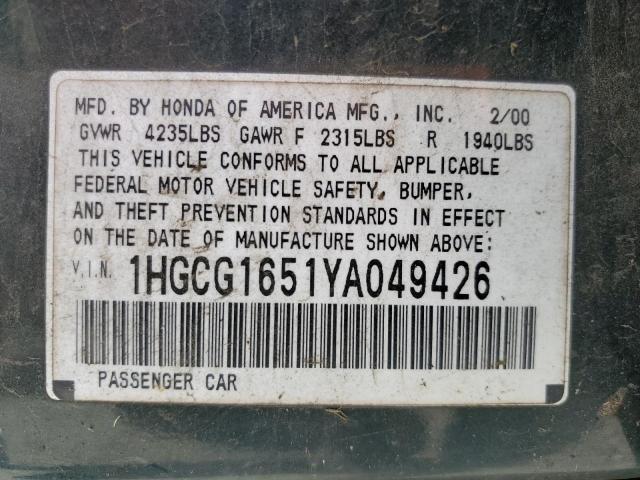 MFD. BY HONDA OF AMERICA MFG., INC. 2/00
GVWR 4235LBS GAWR F 2315LBS R 1940LBS
THIS VEHICLE CONFORMS TO ALL APPLICABLE
FEDERAL MOTOR VEHICLE SAFETY, BUMPER,
AND THEFT PREVENTION STANDARDS IN EFFECT
ON THE DATE OF MANUFACTURE SHOWN ABOVE:
V.I.N. 1HGCG1651YA049426
PASSENGER CAR